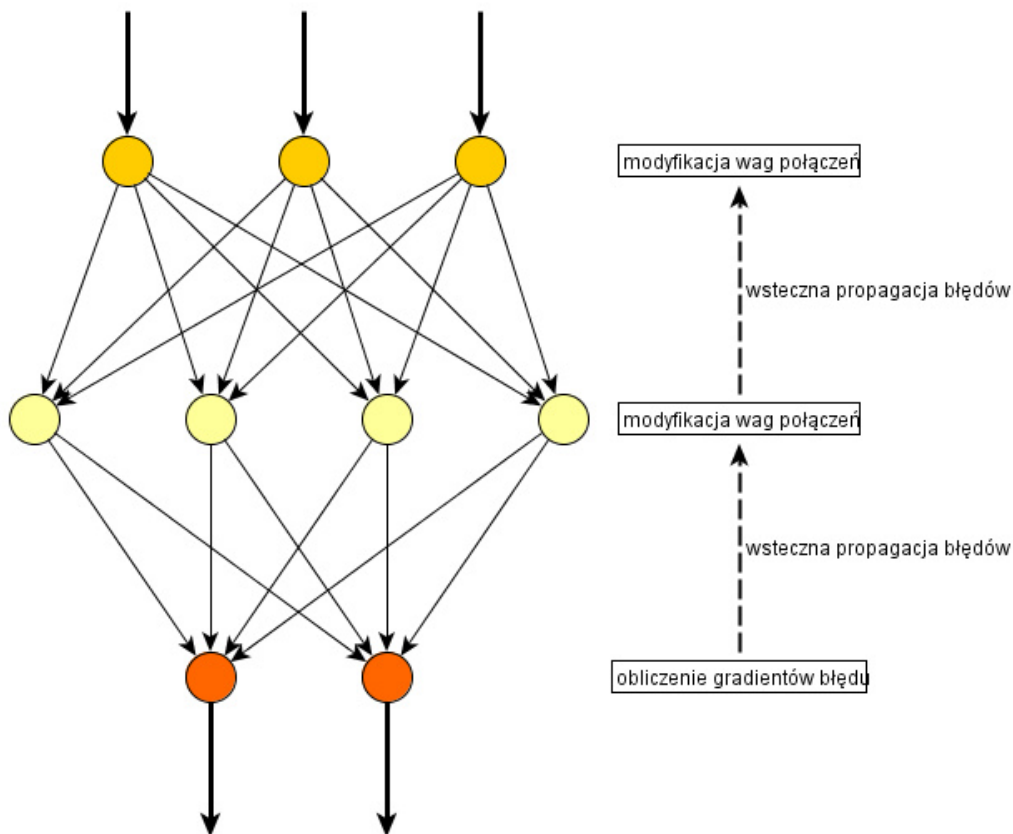 modyfikacja wag połączeń
wsteczna propagacja błędów
modyfikacja wag połączeń
wsteczna propagacja błędów
obliczenie gradientów błędu